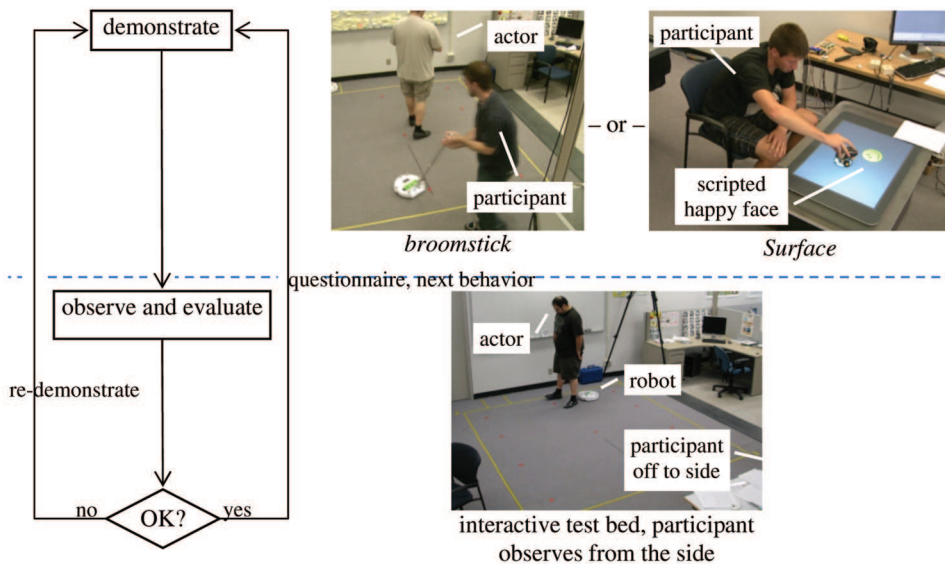 demonstrate
actor
participant
broomstick
– or –
participant
scripted
happy face
Surface
questionnaire, next behavior
observe and evaluate
re-demonstrate
no
OK?
yes
actor
robot
participant
off to side
interactive test bed, participant
observes from the side